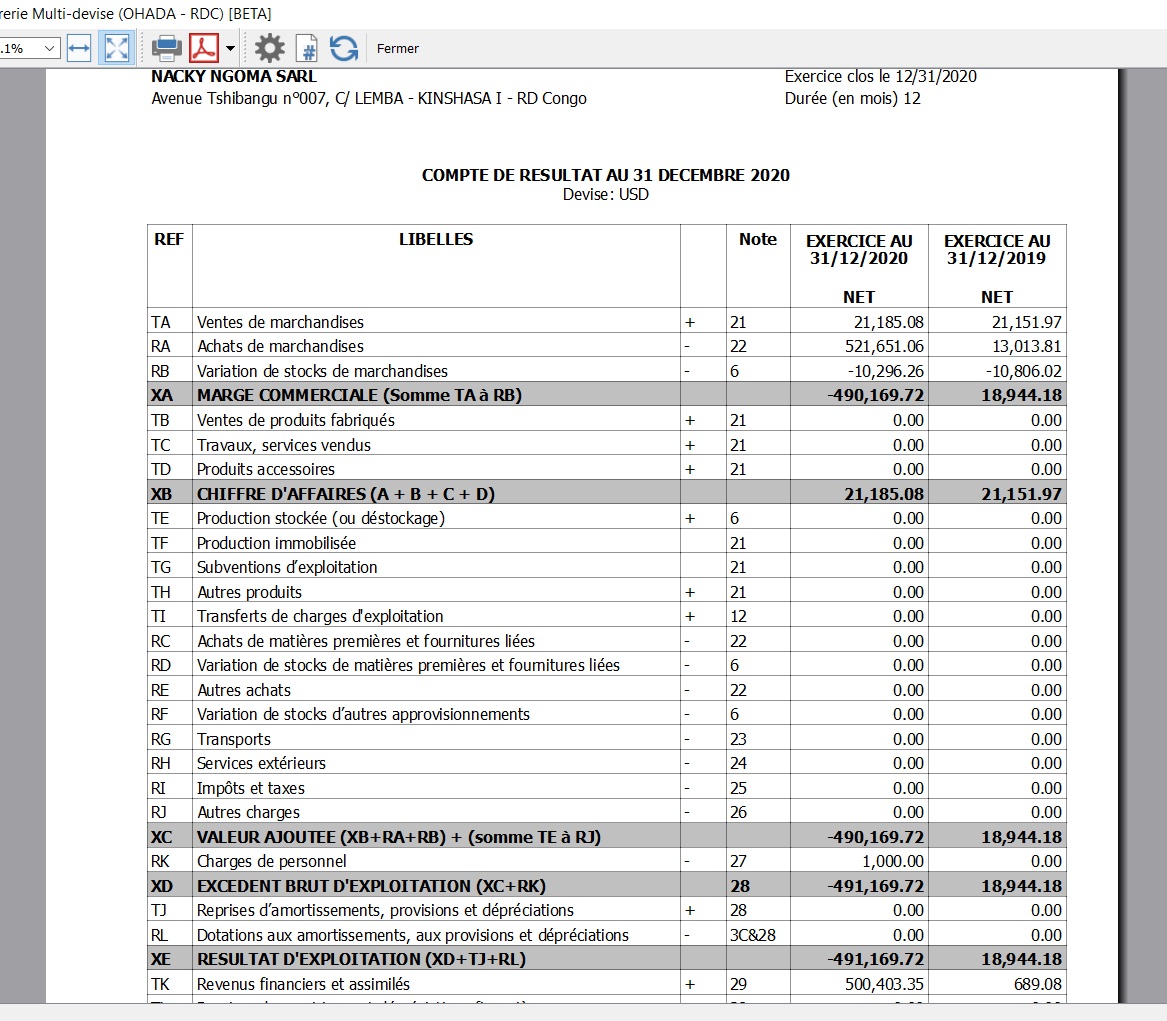 rerie Multi-devise (OHADA - RDC) [BETA]
.1% Fermer
NACKY NGOMA SARL Exercice clos le 12/31/2020
Avenue Tshibangu n°007, C/ LEMBA - KINSHASA I - RD Congo Durée (en mois) 12
COMPTE DE RESULTAT AU 31 DECEMBRE 2020
Devise: USD
REF LIBELLES Note EXERCICE AU 31/12/2020 NET EXERCICE AU 31/12/2019 NET
TA Ventes de marchandises + 21 21,185.08 21,151.97
RA Achats de marchandises - 22 521,651.06 13,013.81
RB Variation de stocks de marchandises - 6 -10,296.26 -10,806.02
XA MARGE COMMERCIALE (Somme TA à RB) -490,169.72 18,944.18
TB Ventes de produits fabriqués + 21 0.00 0.00
TC Travaux, services vendus + 21 0.00 0.00
TD Produits accessoires + 21 0.00 0.00
XB CHIFFRE D'AFFAIRES (A + B + C + D) 21,185.08 21,151.97
TE Production stockée (ou déstockage) + 6 0.00 0.00
TF Production immobilisée 21 0.00 0.00
TG Subventions d’exploitation 21 0.00 0.00
TH Autres produits + 21 0.00 0.00
TI Transferts de charges d'exploitation + 12 0.00 0.00
RC Achats de matières premières et fournitures liées - 22 0.00 0.00
RD Variation de stocks de matières premières et fournitures liées - 6 0.00 0.00
RE Autres achats - 22 0.00 0.00
RF Variation de stocks d’autres approvisionnements - 6 0.00 0.00
RG Transports - 23 0.00 0.00
RH Services extérieurs - 24 0.00 0.00
RI Impôts et taxes - 25 0.00 0.00
RJ Autres charges - 26 0.00 0.00
XC VALEUR AJOUTEE (XB+RA+RB) + (somme TE à RJ) -490,169.72 18,944.18
RK Charges de personnel - 27 1,000.00 0.00
XD EXCEDENT BRUT D'EXPLOITATION (XC+RK) 28 -491,169.72 18,944.18
TJ Reprises d’amortissements, provisions et dépréciations + 28 0.00 0.00
RL Dotations aux amortissements, aux provisions et dépréciations - 3C&28 0.00 0.00
XE RESULTAT D'EXPLOITATION (XD+TJ+RL) -491,169.72 18,944.18
TK Revenus financiers et assimilés + 29 500,403.35 689.08